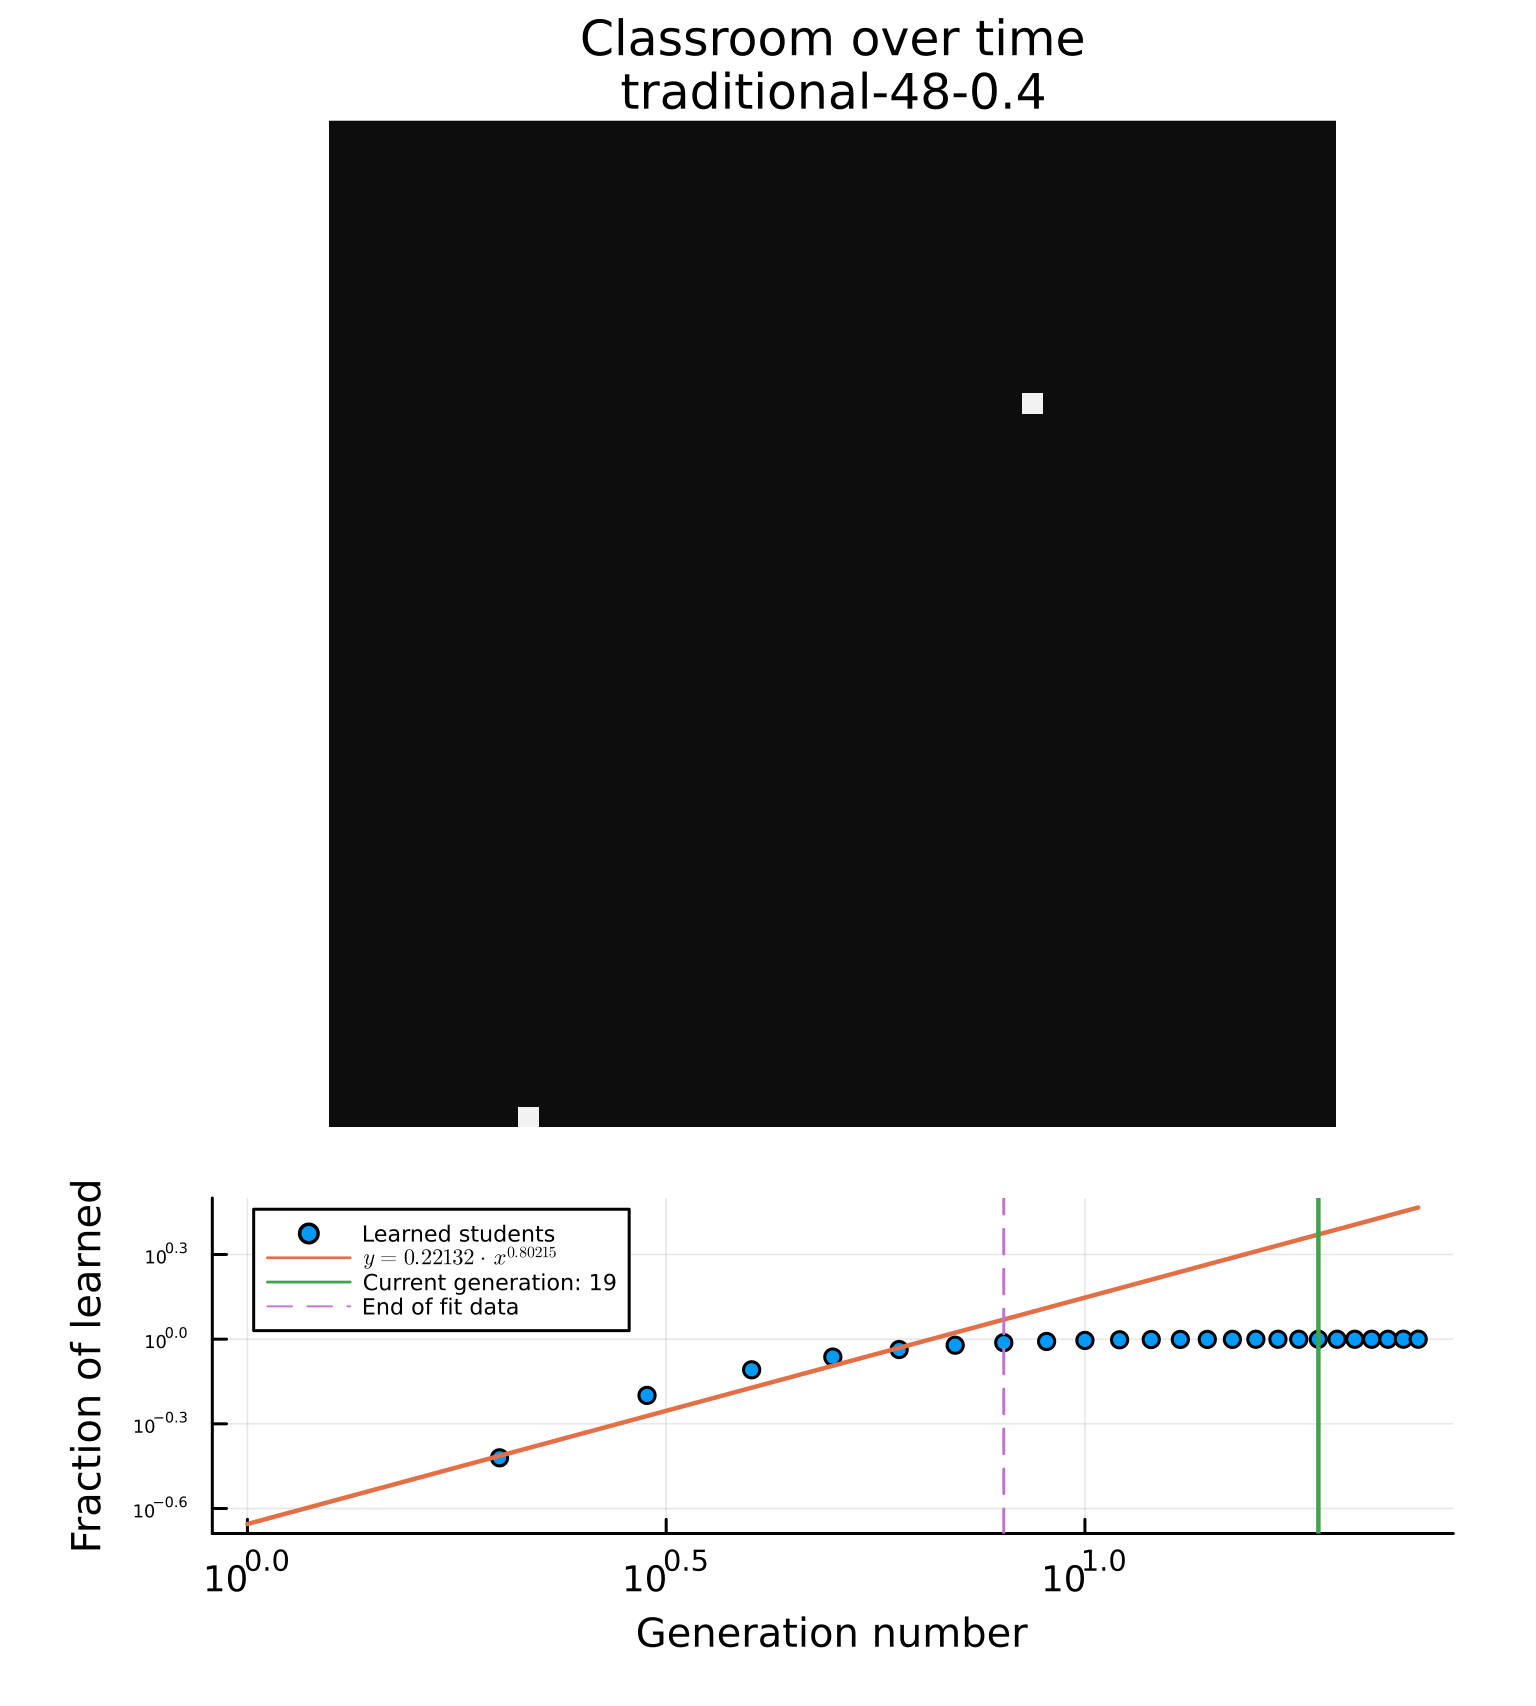 Classroom over time
traditional-48-0.4
Fraction of learned
Learned students
y = 0.22132 · x^0.80215
Current generation: 19
End of fit data
10^0.3
10^0.0
10^−0.3
10^−0.6
10^0.0
10^0.5
10^1.0
Generation number